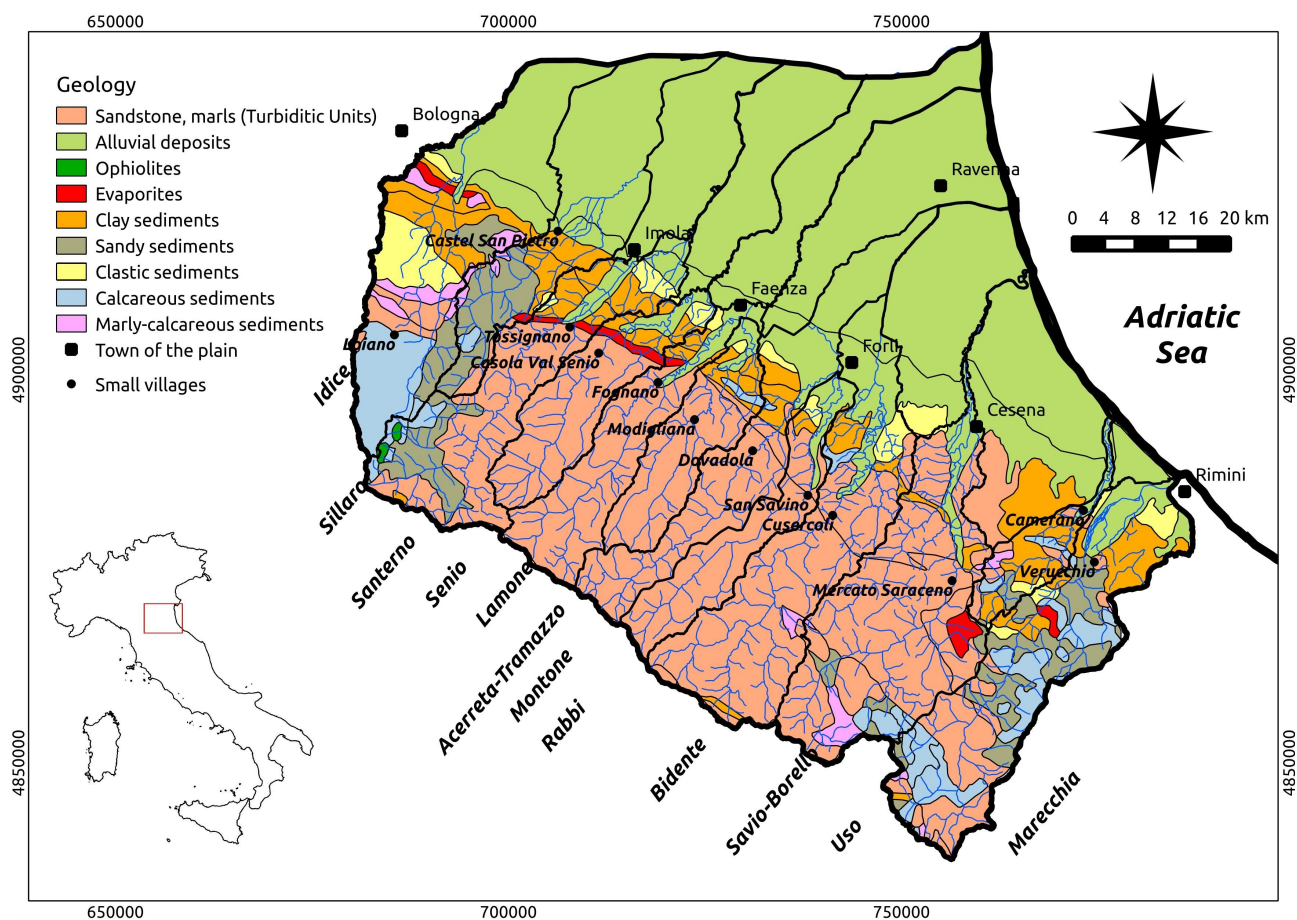 650000
700000
750000
Geology
Sandstone, marls (Turbiditic Units)
Alluvial deposits
Ophiolites
Evaporites
Clay sediments
Sandy sediments
Clastic sediments
Calcareous sediments
Marly-calcareous sediments
Town of the plain
Small villages
Bologna
Ravenna
0 4 8 12 16 20 km
Castel San Pietro
Imola
Faenza
Adriatic
Sea
Tossignano
Loiano
Casola Val Senio
Forlì
Idice
Fognano
Cesena
Modigliana
Dovadola
Rimini
Sillaro
San Savino
Cusercoli
Camerano
Verucchio
Mercato Saraceno
Santerno
Senio
Lamone
Acerreta-Tramazzo
Montone
Rabbi
Bidente
Savio-Borello
Uso
Marecchia
4900000
4900000
4850000
4850000
650000
700000
750000